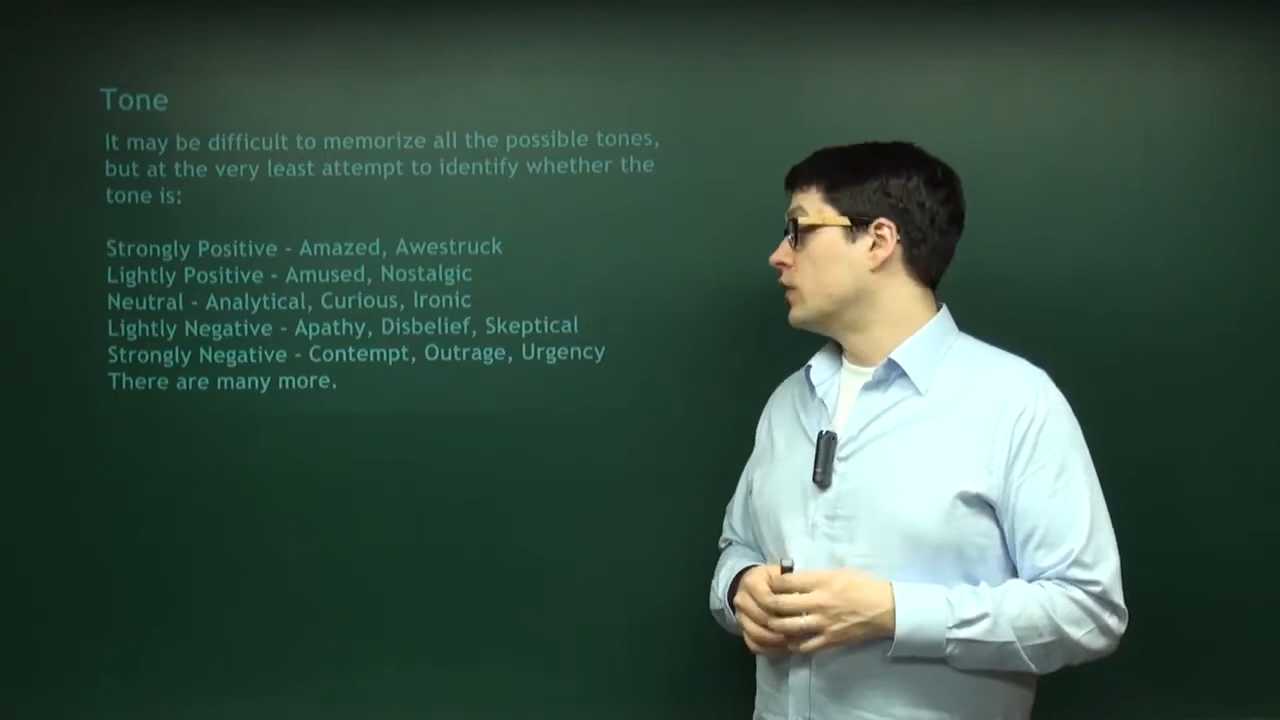 Tone
It may be difficult to memorize all the possible tones,
but at the very least attempt to identify whether the
tone is:
Strongly Positive - Amazed, Awestruck
Lightly Positive - Amused, Nostalgic
Neutral - Analytical, Curious, Ironic
Lightly Negative - Apathy, Disbelief, Skeptical
Strongly Negative - Contempt, Outrage, Urgency
There are many more.